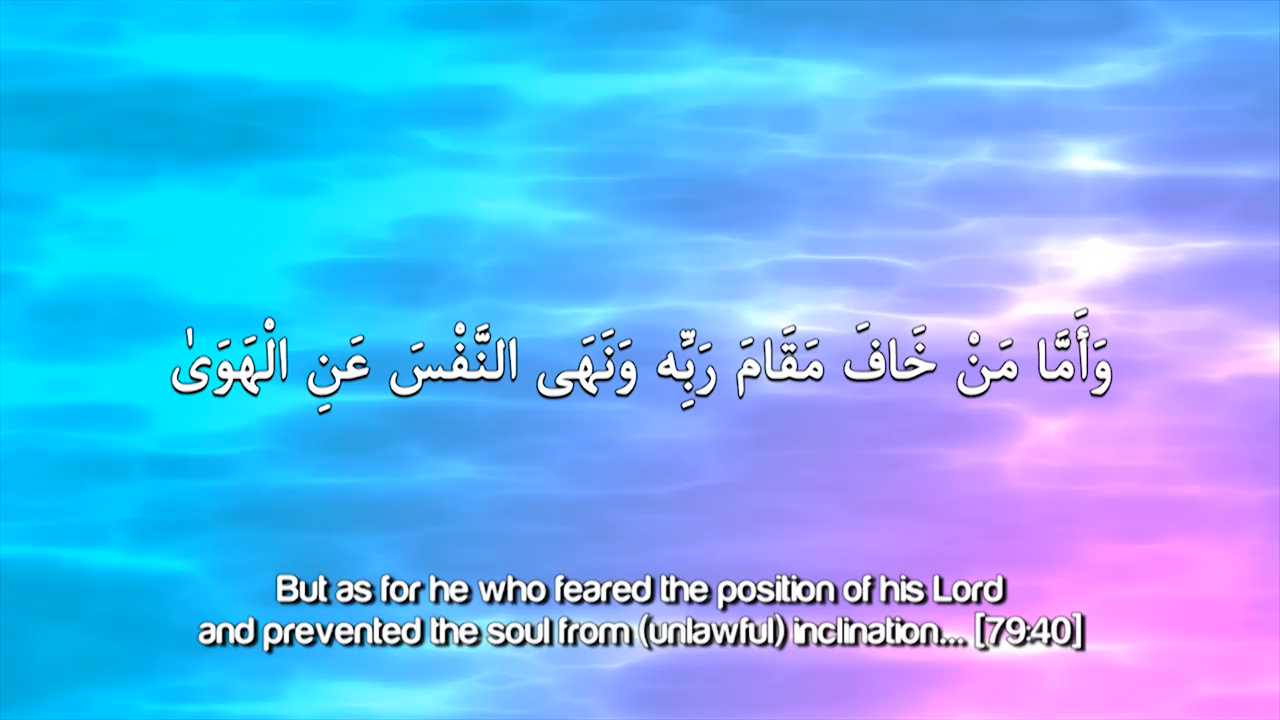 وَأَمَّا مَنْ خَافَ مَقَامَ رَبِّه وَنَهَى النَّفْسَ عَنِ الْهَوَىٰ
But as for he who feared the position of his Lord
and prevented the soul from (unlawful) inclination... [79:40]